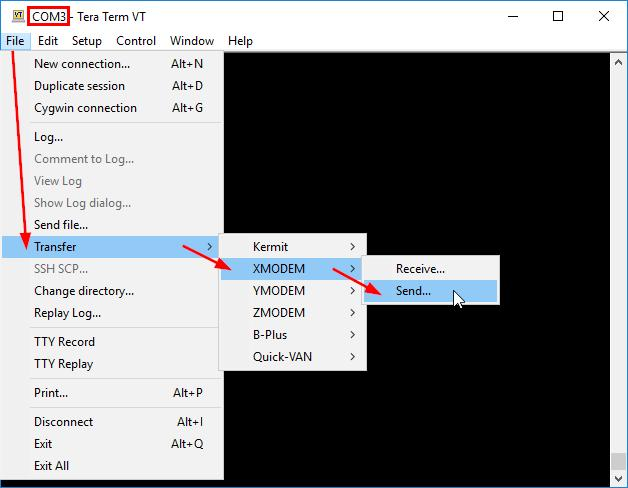 VT
COM3 - Tera Term VT
File Edit Setup Control Window Help
New connection... Alt+N
Duplicate session Alt+D
Cygwin connection Alt+G
Log...
Comment to Log...
View Log
Show Log dialog...
Send file...
Transfer
SSH SCP...
Change directory...
Replay Log...
TTY Record
TTY Replay
Print... Alt+P
Disconnect Alt+I
Exit Alt+Q
Exit All
Kermit
XMODEM
YMODEM
ZMODEM
B-Plus
Quick-VAN
Receive...
Send...